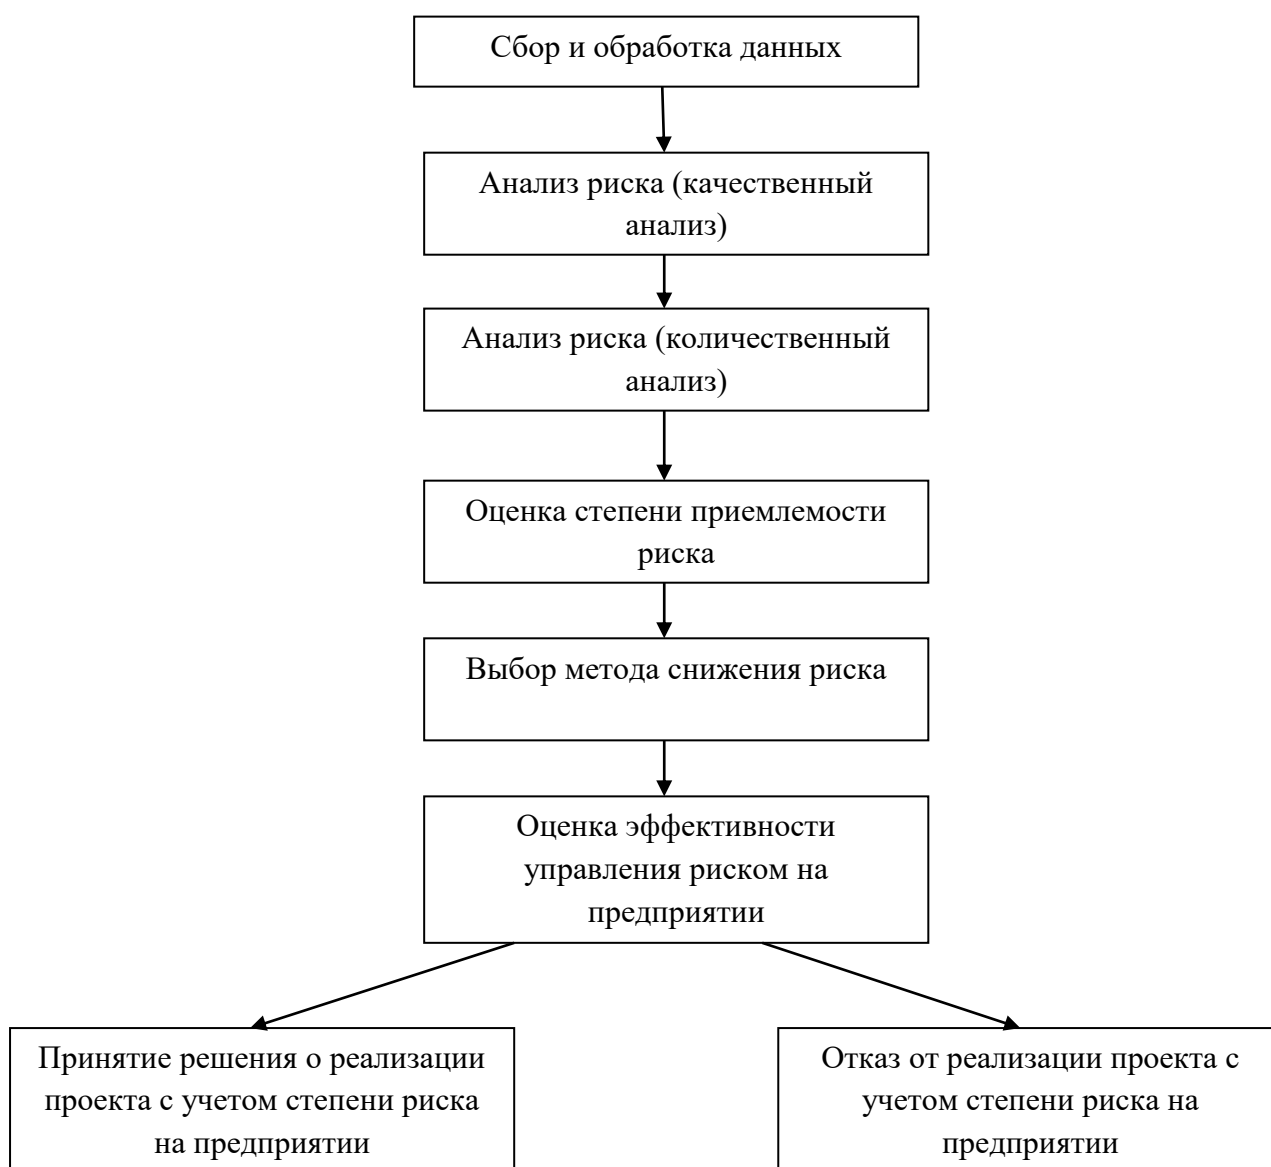 Сбор и обработка данных
Анализ риска (качественный
анализ)
Анализ риска (количественный
анализ)
Оценка степени приемлемости
риска
Выбор метода снижения риска
Оценка эффективности
управления риском на
предприятии
Принятие решения о реализации
проекта с учетом степени риска
на предприятии
Отказ от реализации проекта с
учетом степени риска на
предприятии